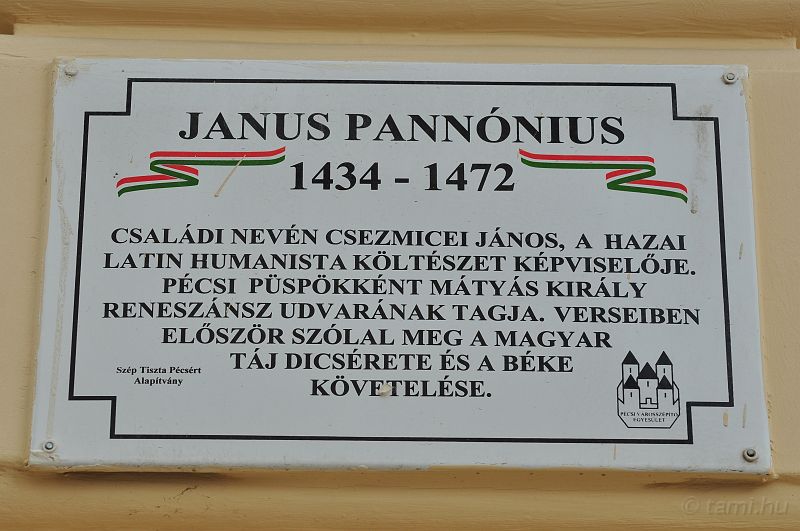 JANUS PANNÓNIUS
1434 - 1472
CSALÁDI NEVÉN CSEZMICEI JÁNOS, A HAZAI
LATIN HUMANISTA KÖLTÉSZET KÉPVISELŐJE.
PÉCSI PÜSPÖKKÉNT MÁTYÁS KIRÁLY
RENESZÁNSZ UDVARÁNAK TAGJA. VERSEIBEN
ELŐSZÖR SZÓLAL MEG A MAGYAR
TÁJ DICSÉRETE ÉS A BÉKE
KÖVETELÉSE.
Szép Tiszta Pécsért
Alapítvány
PÉCSI VÁROSSZÉPÍTŐ
EGYESÜLET
© tami.hu